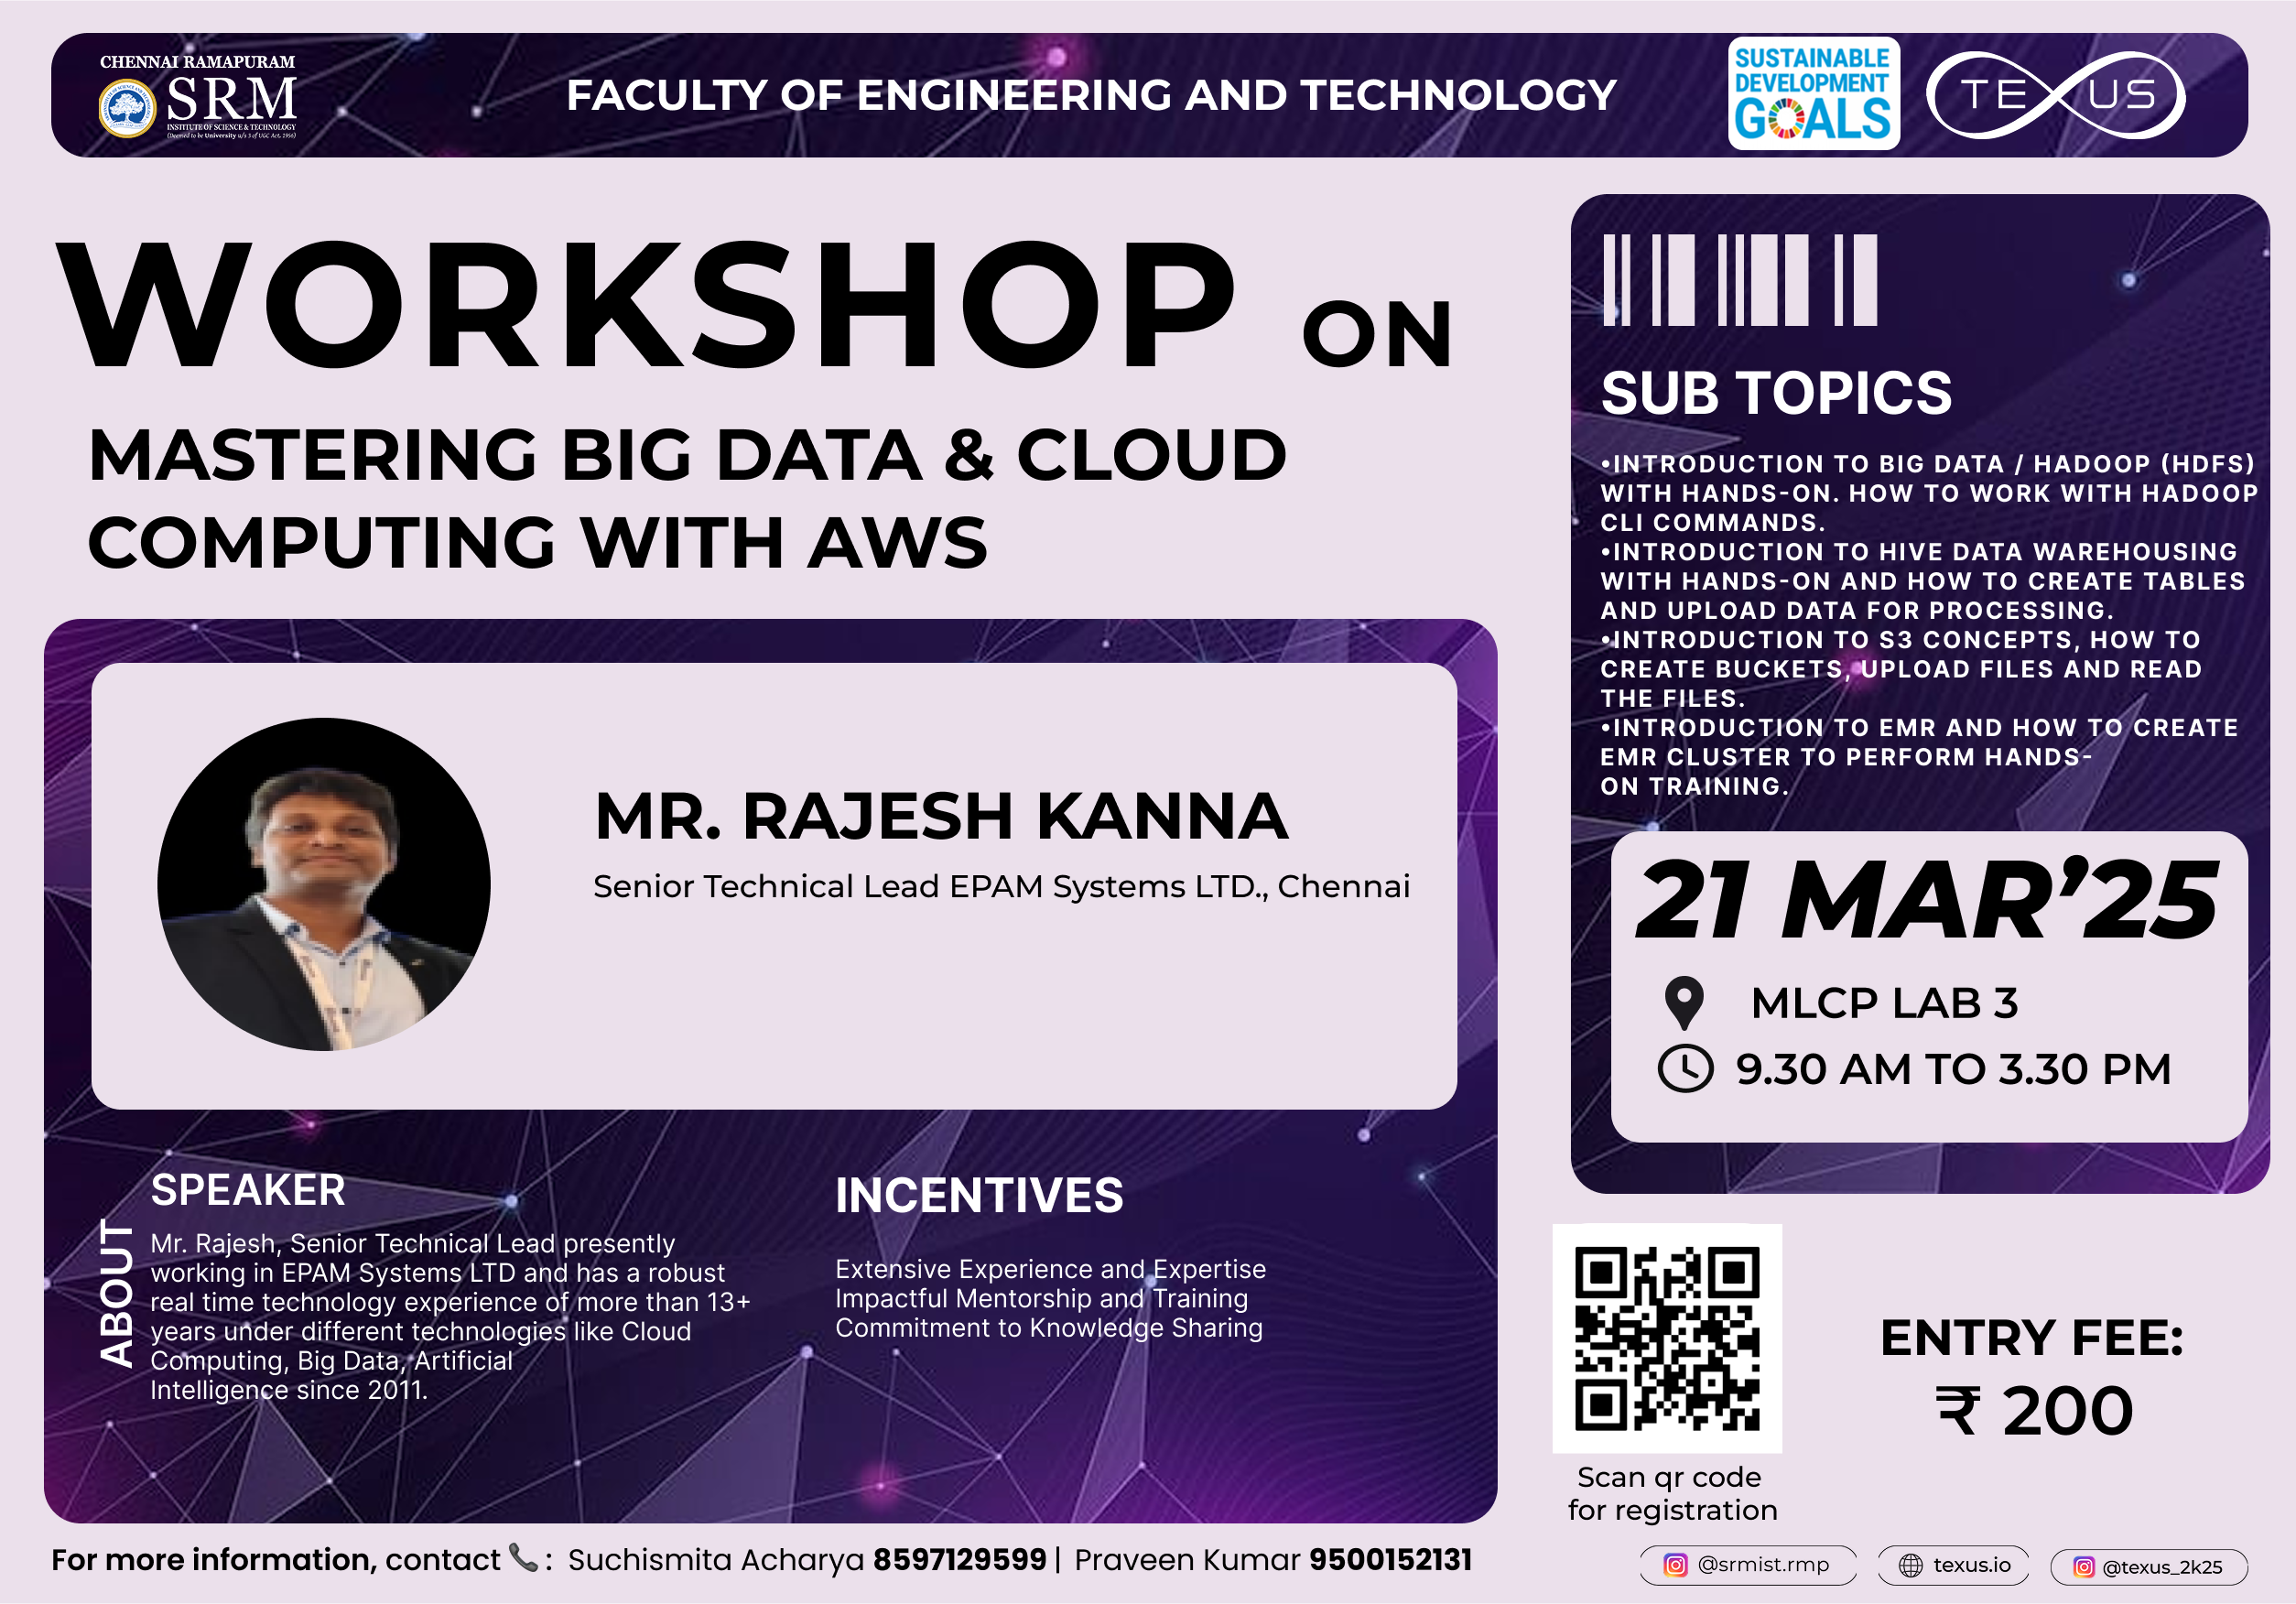 CHENNAI RAMAPURAM
SRM
INSTITUTE OF SCIENCE & TECHNOLOGY
(Deemed to be University u/s 3 of UGC Act, 1956)
FACULTY OF ENGINEERING AND TECHNOLOGY
SUSTAINABLE
DEVELOPMENT
GOALS
TEXUS
WORKSHOP ON
MASTERING BIG DATA & CLOUD
COMPUTING WITH AWS
MR. RAJESH KANNA
Senior Technical Lead EPAM Systems LTD., Chennai
ABOUT
SPEAKER
Mr. Rajesh, Senior Technical Lead presently
working in EPAM Systems LTD and has a robust
real time technology experience of more than 13+
years under different technologies like Cloud
Computing, Big Data, Artificial
Intelligence since 2011.
INCENTIVES
Extensive Experience and Expertise
Impactful Mentorship and Training
Commitment to Knowledge Sharing
SUB TOPICS
•INTRODUCTION TO BIG DATA / HADOOP (HDFS)
WITH HANDS-ON. HOW TO WORK WITH HADOOP
CLI COMMANDS.
•INTRODUCTION TO HIVE DATA WAREHOUSING
WITH HANDS-ON AND HOW TO CREATE TABLES
AND UPLOAD DATA FOR PROCESSING.
•INTRODUCTION TO S3 CONCEPTS, HOW TO
CREATE BUCKETS, UPLOAD FILES AND READ
THE FILES.
•INTRODUCTION TO EMR AND HOW TO CREATE
EMR CLUSTER TO PERFORM HANDS-
ON TRAINING.
21 MAR’25
MLCP LAB 3
9.30 AM TO 3.30 PM
Scan qr code
for registration
ENTRY FEE:
₹ 200
For more information, contact 📞: Suchismita Acharya 8597129599 | Praveen Kumar 9500152131
@srmist.rmp
texus.io
@texus_2k25